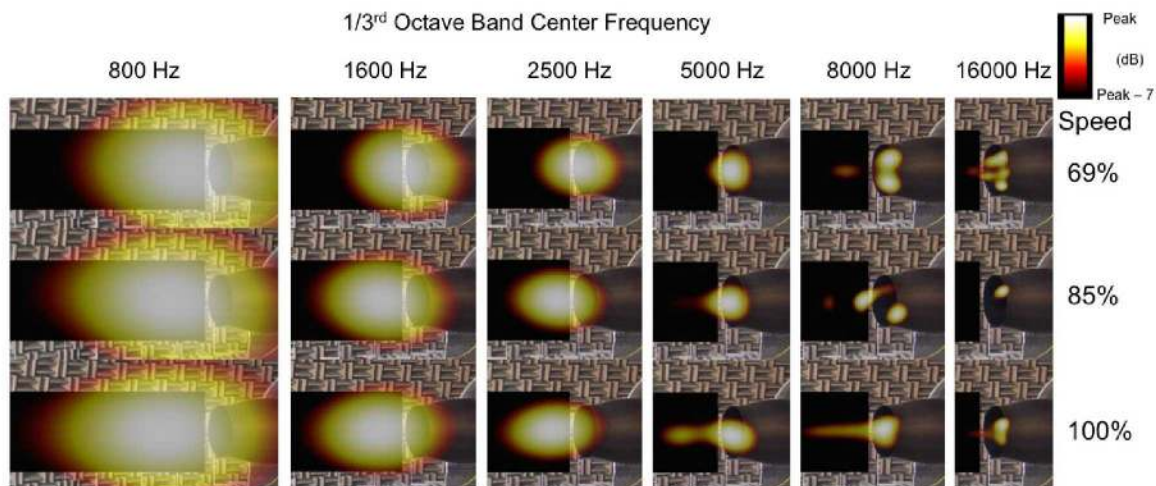 1/3rd Octave Band Center Frequency
Peak
(dB)
Peak – 7
800 Hz
1600 Hz
2500 Hz
5000 Hz
8000 Hz
16000 Hz
Speed
69%
85%
100%